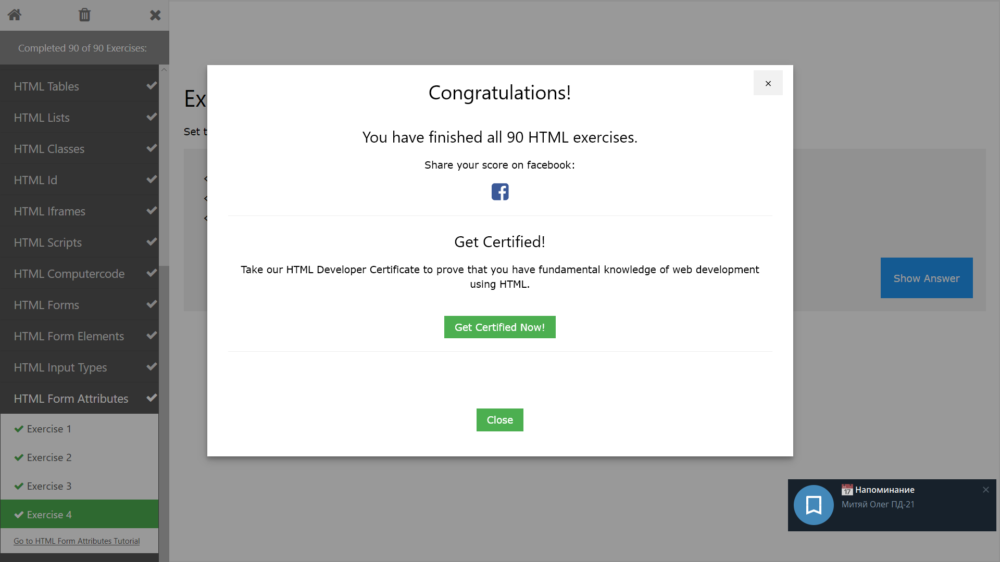 Completed 90 of 90 Exercises:
HTML Tables
HTML Lists
HTML Classes
HTML Id
HTML Iframes
HTML Scripts
HTML Computercode
HTML Forms
HTML Form Elements
HTML Input Types
HTML Form Attributes
Exercise 1
Exercise 2
Exercise 3
Exercise 4
Go to HTML Form Attributes Tutorial
Ex
Set t
<
<
<
Show Answer
×
Congratulations!
You have finished all 90 HTML exercises.
Share your score on facebook:
Get Certified!
Take our HTML Developer Certificate to prove that you have fundamental knowledge of web development
using HTML.
Get Certified Now!
Close
17 Напоминание
Митяй Олег ПД-21